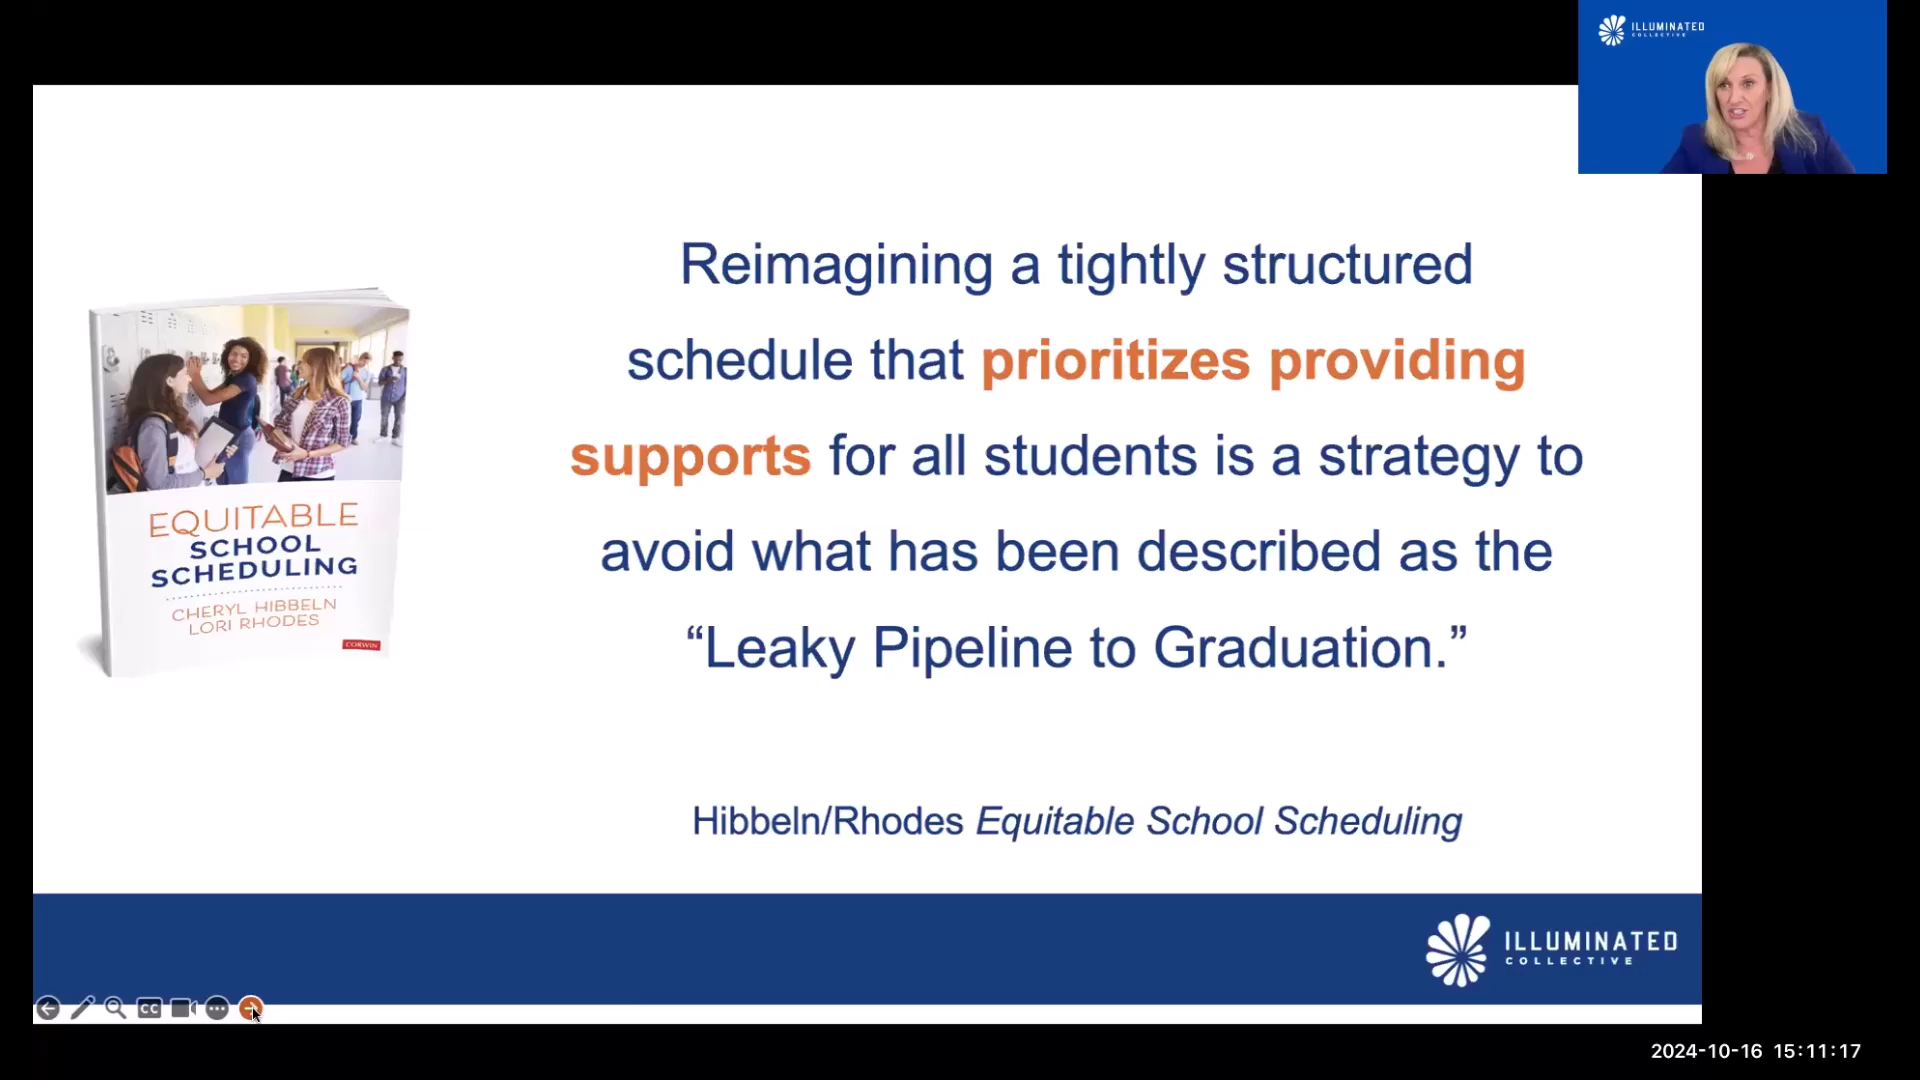 ILLUMINATED
COLLECTIVE
Reimagining a tightly structured
schedule that prioritizes providing
supports for all students is a strategy to
avoid what has been described as the
“Leaky Pipeline to Graduation.”
Hibbeln/Rhodes Equitable School Scheduling
EQUITABLE
SCHOOL
SCHEDULING
CHERYL HIBBELN
LORI RHODES
CORWIN
ILLUMINATED
COLLECTIVE
CC
2024-10-16 15:11:17